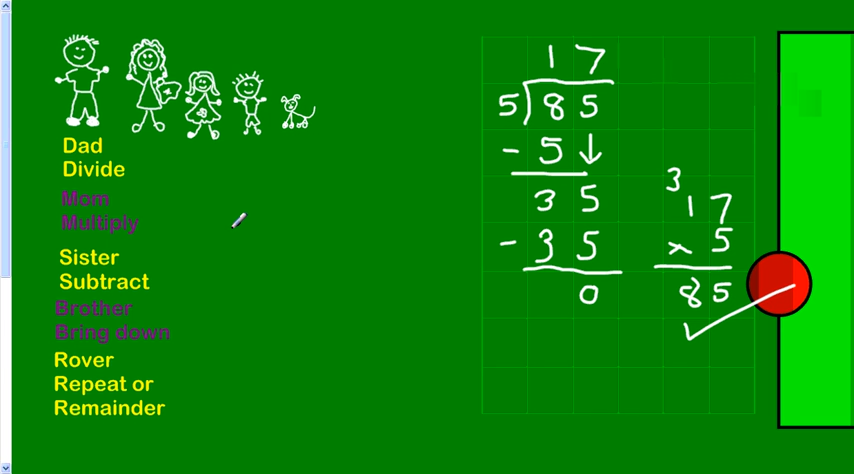 Dad
Divide
Mom
Multiply
Sister
Subtract
Brother
Bring down
Rover
Repeat or
Remainder
17
5)85
- 5↓
35
- 35
0
3
17
x 5
85
✓